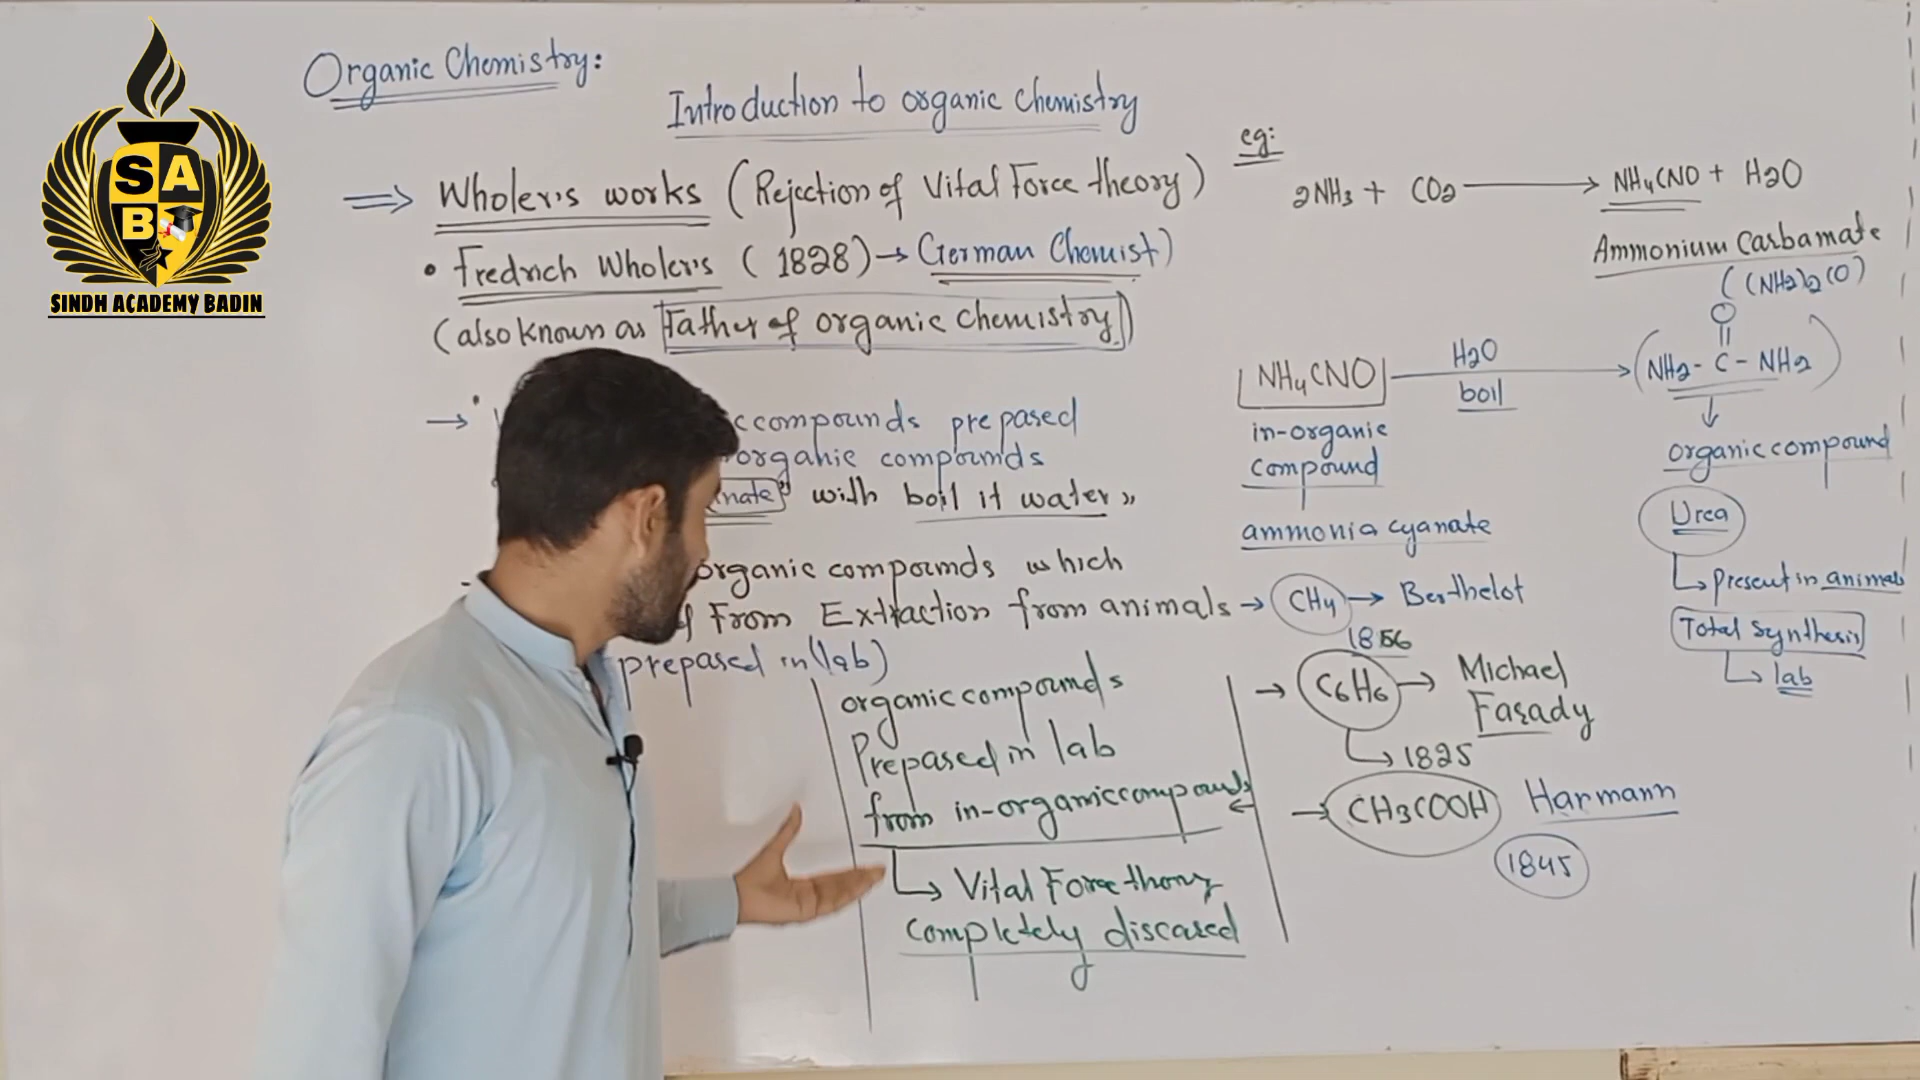 SA
B
SINDH ACADEMY BADIN
Organic Chemistry:
Introduction to organic chemistry
⇒ Wholer's works (Rejection of Vital Force theory)
• Fredrich Wholer's (1828) → German Chemist)
(also known as Father of organic chemistry)
→
compounds prepared
organic compounds
nate" with boil it water"
organic compounds which
From Extraction from animals
prepared in (lab)
organic compounds
Prepared in lab
from in-organic compounds
↳ Vital Force thory
completely discared
eg:
2NH3 + CO2 → NH4CNO + H2O
Ammonium Carbamate
((NH2)2CO)
O
||
NH4CNO H2O → (NH2-C-NH2)
boil
in-organic
compound
ammonia cyanate
organic compound
Urea
↳ present in animals
Total Synthesis
↳ lab
→ CH4 → Berthelot
1856
→ C6H6 → Michael
Farady
↳ 1825
→ CH3COOH Harmann
1845